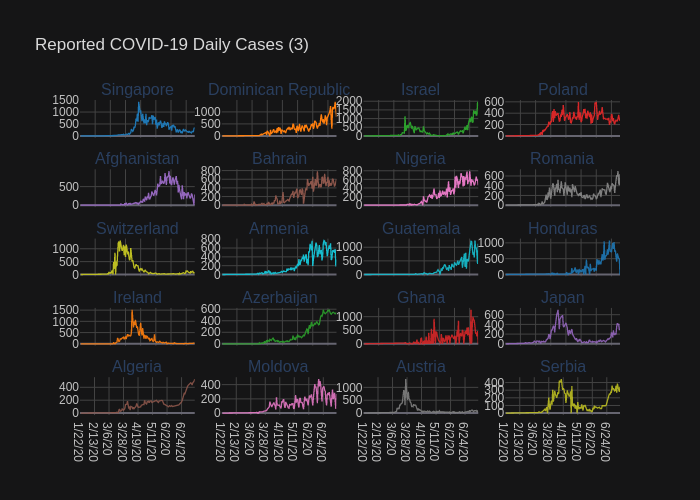 Reported COVID-19 Daily Cases (3)
Singapore Dominican Republic Israel Poland
1500 1000 500 0
1000 500 0
2000 1500 1000 500 0
600 400 200 0
Afghanistan Bahrain Nigeria Romania
500 0
800 600 400 200 0
800 600 400 200 0
600 400 200 0
Switzerland Armenia Guatemala Honduras
1000 500 0
800 600 400 200 0
1000 500 0
1000 500 0
Ireland Azerbaijan Ghana Japan
1500 1000 500 0
600 400 200 0
1000 500 0
600 400 200 0
Algeria Moldova Austria Serbia
400 200 0
400 200 0
1000 500 0
400 300 200 100 0
1/22/20 2/13/20 3/6/20 3/28/20 4/19/20 5/11/20 6/2/20 6/24/20
1/22/20 2/13/20 3/6/20 3/28/20 4/19/20 5/11/20 6/2/20 6/24/20
1/22/20 2/13/20 3/6/20 3/28/20 4/19/20 5/11/20 6/2/20 6/24/20
1/22/20 2/13/20 3/6/20 3/28/20 4/19/20 5/11/20 6/2/20 6/24/20